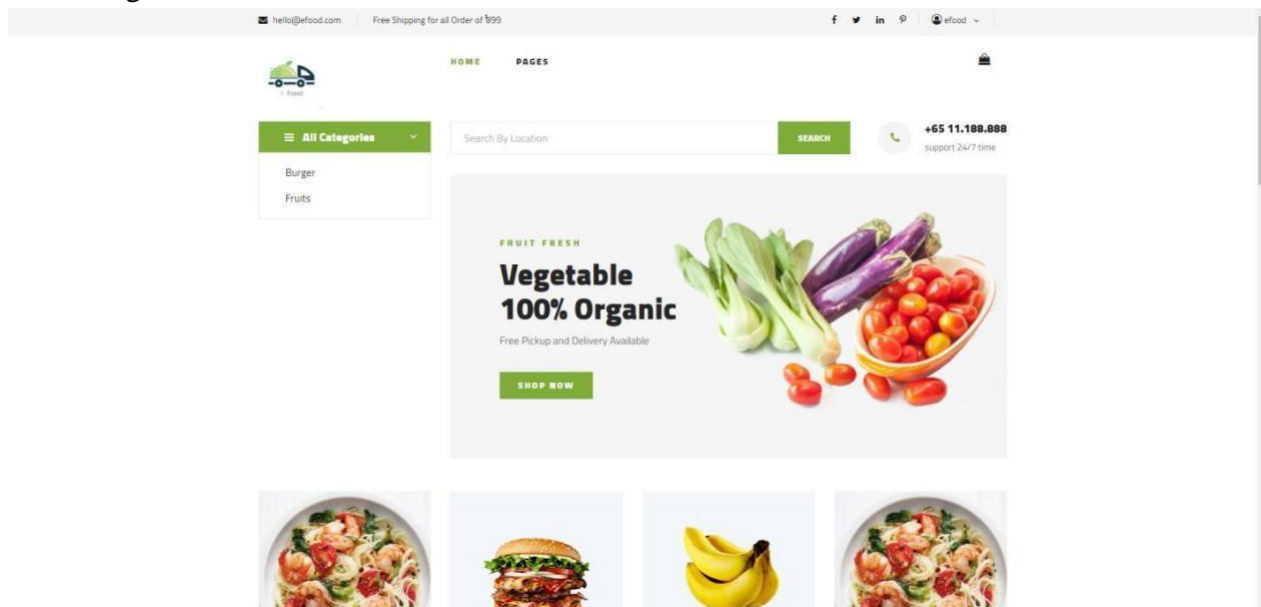 hello@efood.com
Free Shipping for all Order of ৳99
efood
Food
HOME PAGES
All Categories
Search By Location
SEARCH
+65 11.188.888
support 24/7 time
Burger
Fruits
FRUIT FRESH
Vegetable
100% Organic
Free Pickup and Delivery Available
SHOP NOW